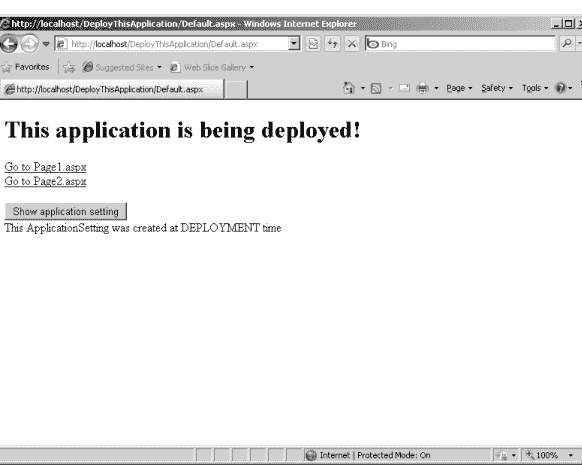 http://localhost/DeployThisApplication/Default.aspx - Windows Internet Explorer
http://localhost/DeployThisApplication/Default.aspx
Bing
Favorites Suggested Sites Web Slice Gallery
http://localhost/DeployThisApplication/Default.aspx Page Safety Tools
This application is being deployed!
Go to Page1.aspx
Go to Page2.aspx
Show application setting
This ApplicationSetting was created at DEPLOYMENT time
Internet | Protected Mode: On 100%